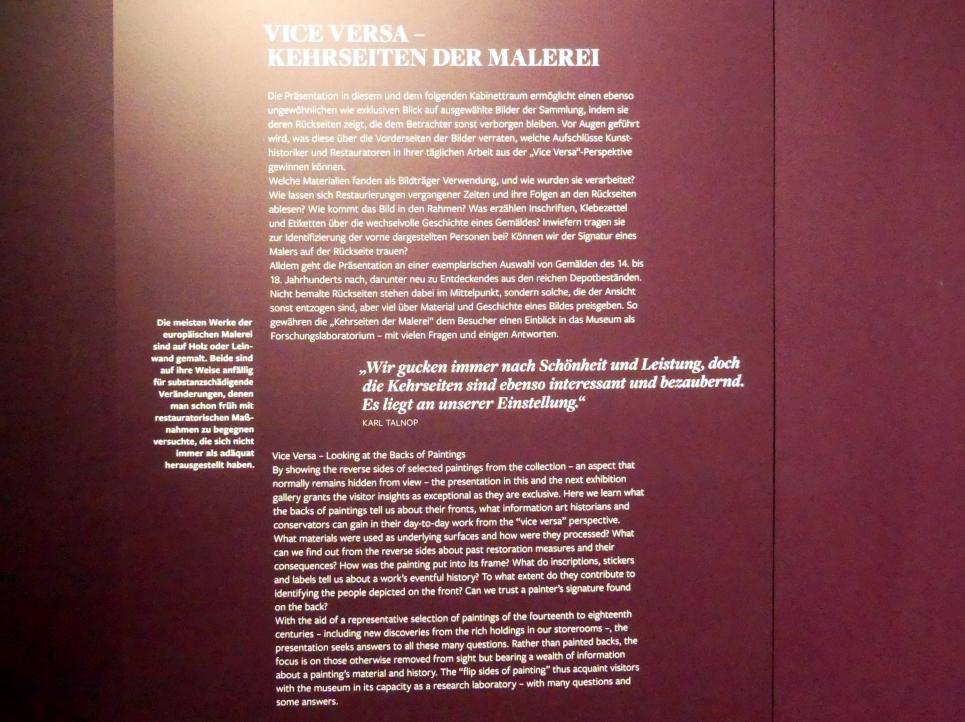 VICE VERSA –
KEHRSEITEN DER MALEREI
Die Präsentation in diesem und dem folgenden Kabinettraum ermöglicht einen ebenso
ungewöhnlichen wie exklusiven Blick auf ausgewählte Bilder der Sammlung, indem sie
deren Rückseiten zeigt, die dem Betrachter sonst verborgen bleiben. Vor Augen geführt
wird, was diese über die Vorderseiten der Bilder verraten, welche Aufschlüsse Kunst-
historiker und Restauratoren in ihrer täglichen Arbeit aus der „Vice Versa“-Perspektive
gewinnen können.
Welche Materialien fanden als Bildträger Verwendung, und wie wurden sie verarbeitet?
Wie lassen sich Restaurierungen vergangener Zeiten und ihre Folgen an den Rückseiten
ablesen? Wie kommt das Bild in den Rahmen? Was erzählen Inschriften, Klebezettel
und Etiketten über die wechselvolle Geschichte eines Gemäldes? Inwiefern tragen sie
zur Identifizierung der vorne dargestellten Personen bei? Können wir der Signatur eines
Malers auf der Rückseite trauen?
Alldem geht die Präsentation an einer exemplarischen Auswahl von Gemälden des 14. bis
18. Jahrhunderts nach, darunter neu zu Entdeckendes aus den reichen Depotbeständen.
Nicht bemalte Rückseiten stehen dabei im Mittelpunkt, sondern solche, die der Ansicht
sonst entzogen sind, aber viel über Material und Geschichte eines Bildes preisgeben. So
gewähren die „Kehrseiten der Malerei“ dem Besucher einen Einblick in das Museum als
Forschungslaboratorium – mit vielen Fragen und einigen Antworten.
Die meisten Werke der
europäischen Malerei
sind auf Holz oder Lein-
wand gemalt. Beide sind
auf ihre Weise anfällig
für substanzschädigende
Veränderungen, denen
man schon früh mit
restauratorischen Maß-
nahmen zu begegnen
versuchte, die sich nicht
immer als adäquat
herausgestellt haben.
„Wir gucken immer nach Schönheit und Leistung, doch
die Kehrseiten sind ebenso interessant und bezaubernd.
Es liegt an unserer Einstellung.“
KARL TALNOP
Vice Versa – Looking at the Backs of Paintings
By showing the reverse sides of selected paintings from the collection – an aspect that
normally remains hidden from view – the presentation in this and the next exhibition
gallery grants the visitor insights as exceptional as they are exclusive. Here we learn what
the backs of paintings tell us about their fronts, what information art historians and
conservators can gain in their day-to-day work from the “vice versa” perspective.
What materials were used as underlying surfaces and how were they processed? What
can we find out from the reverse sides about past restoration measures and their
consequences? How was the painting put into its frame? What do inscriptions, stickers
and labels tell us about a work’s eventful history? To what extent do they contribute to
identifying the people depicted on the front? Can we trust a painter’s signature found
on the back?
With the aid of a representative selection of paintings of the fourteenth to eighteenth
centuries – including new discoveries from the rich holdings in our storerooms –, the
presentation seeks answers to all these many questions. Rather than painted backs, the
focus is on those otherwise removed from sight but bearing a wealth of information
about a painting’s material and history. The “flip sides of painting” thus acquaint visitors
with the museum in its capacity as a research laboratory – with many questions and
some answers.